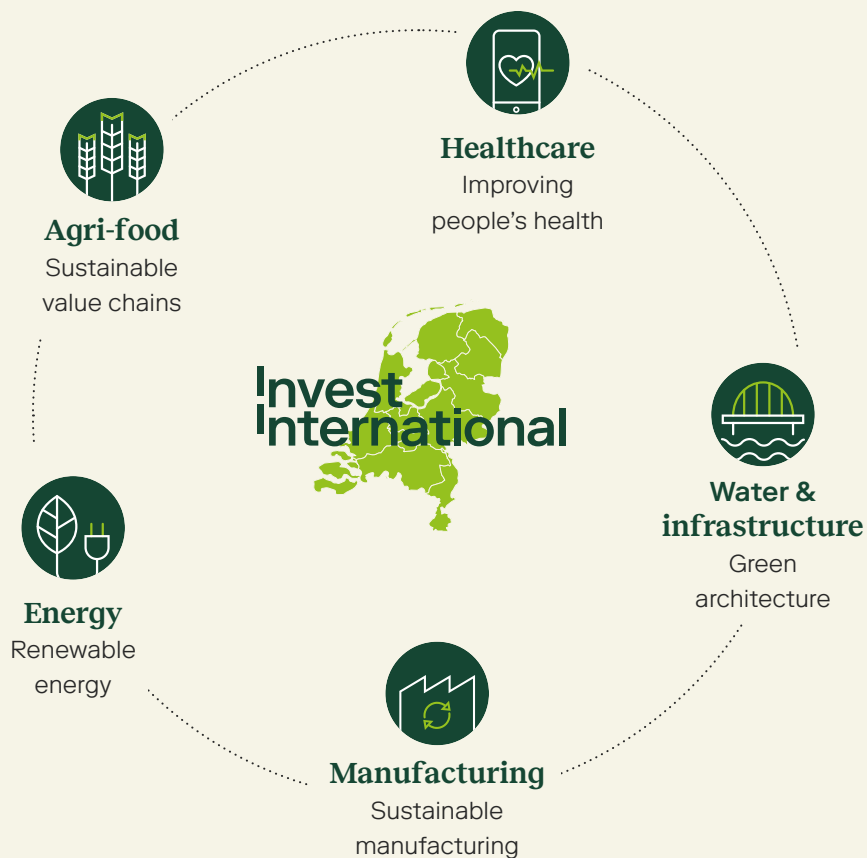 Healthcare
Improving
people's health
Agri-food
Sustainable
value chains
Invest
International
Water &
infrastructure
Green
architecture
Energy
Renewable
energy
Manufacturing
Sustainable
manufacturing